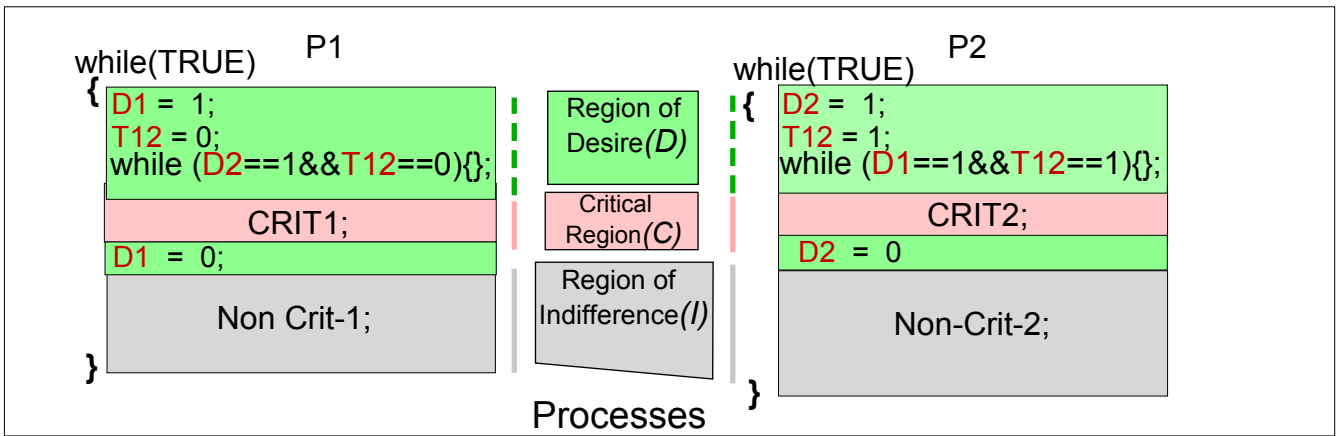 P1
while(TRUE)
{
D1 = 1;
T12 = 0;
while (D2==1&&T12==0){};
CRIT1;
D1 = 0;
Non Crit-1;
}
Region of
Desire(D)
Critical
Region(C)
Region of
Indifference(I)
Processes
P2
while(TRUE)
{
D2 = 1;
T12 = 1;
while (D1==1&&T12==1){};
CRIT2;
D2 = 0
Non-Crit-2;
}